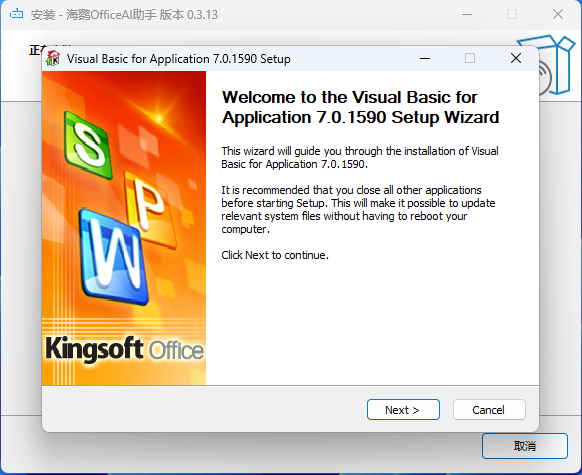 安装 - 海鹦OfficeAI助手 版本 0.3.13
Visual Basic for Application 7.0.1590 Setup
Welcome to the Visual Basic for
Application 7.0.1590 Setup Wizard
This wizard will guide you through the installation of Visual
Basic for Application 7.0.1590.
It is recommended that you close all other applications
before starting Setup. This will make it possible to update
relevant system files without having to reboot your
computer.
Click Next to continue.
S
P
W
Kingsoft Office
Next >
Cancel
取消